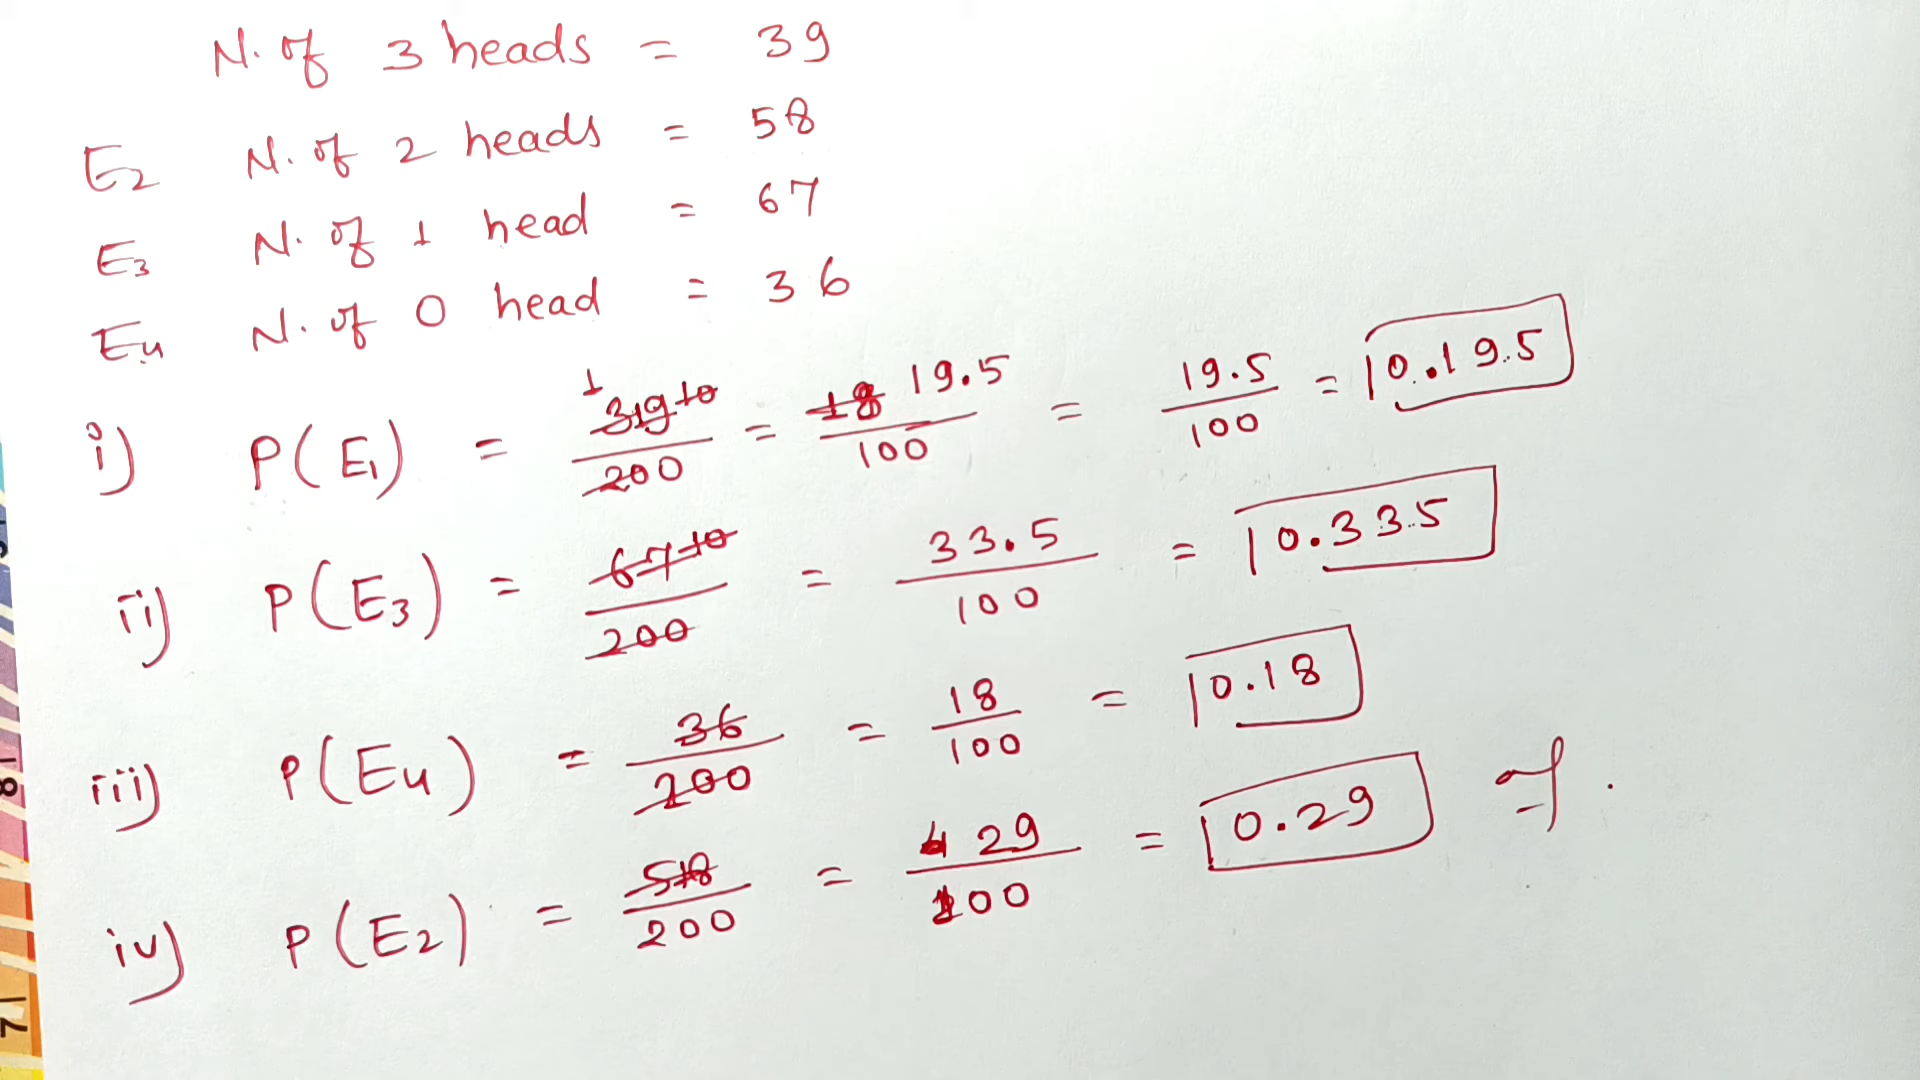 N. of 3 heads = 39
E2 N. of 2 heads = 58
E3 N. of 1 head = 67
E4 N. of 0 head = 36
i) P(E1) = 39/200 = 19.5/100 = 19.5/100 = 0.195
ii) P(E3) = 67/200 = 33.5/100 = 0.335
iii) P(E4) = 36/200 = 18/100 = 0.18
iv) P(E2) = 58/200 = 29/100 = 0.29
17